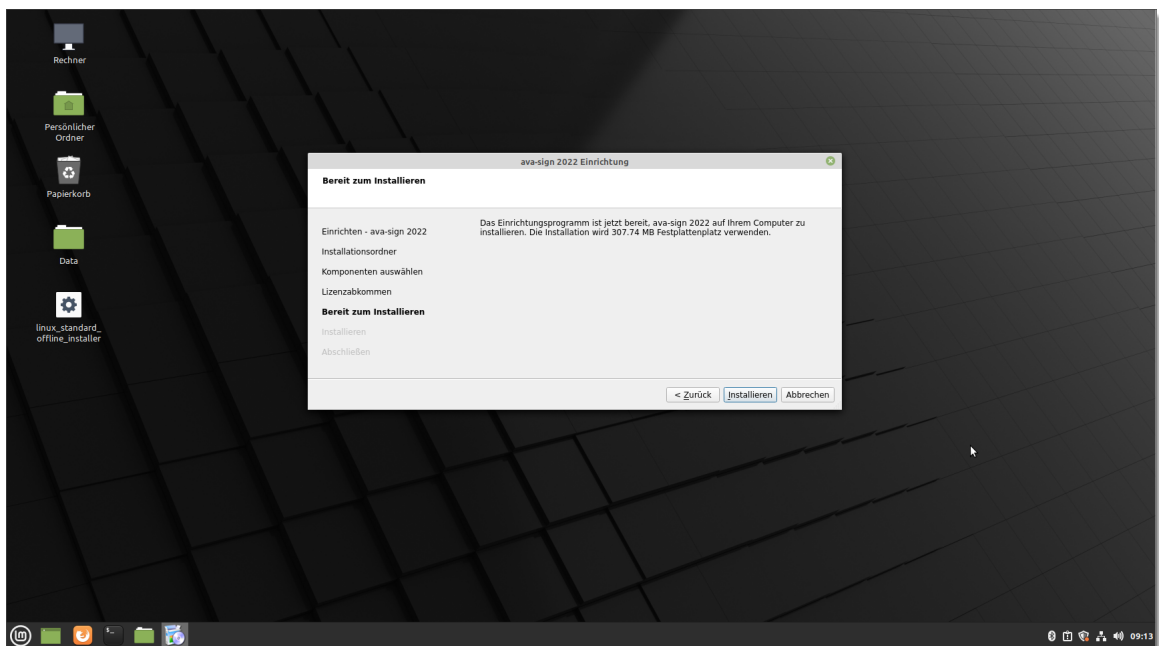 Rechner
Persönlicher
Ordner
Papierkorb
Data
linux_standard_
offline_installer
ava-sign 2022 Einrichtung
Bereit zum Installieren
Einrichten - ava-sign 2022
Installationsordner
Komponenten auswählen
Lizenzabkommen
Bereit zum Installieren
Installieren
Abschließen
Das Einrichtungsprogramm ist jetzt bereit, ava-sign 2022 auf Ihrem Computer zu
installieren. Die Installation wird 307.74 MB Festplattenplatz verwenden.
< Zurück Installieren Abbrechen
09:13